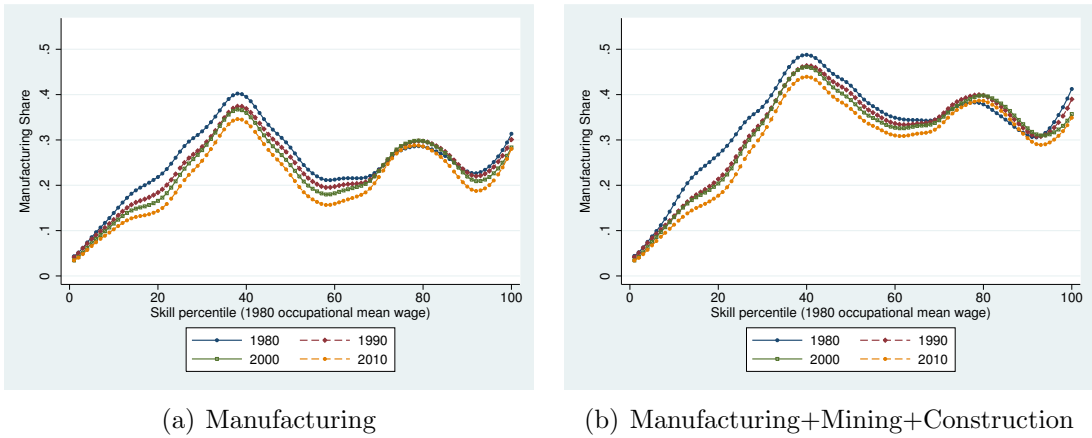 Manufacturing Share
0 .1 .2 .3 .4 .5
0 20 40 60 80 100
Skill percentile (1980 occupational mean wage)
1980 1990
2000 2010
(a) Manufacturing
Manufacturing Share
0 .1 .2 .3 .4 .5
0 20 40 60 80 100
Skill percentile (1980 occupational mean wage)
1980 1990
2000 2010
(b) Manufacturing+Mining+Construction